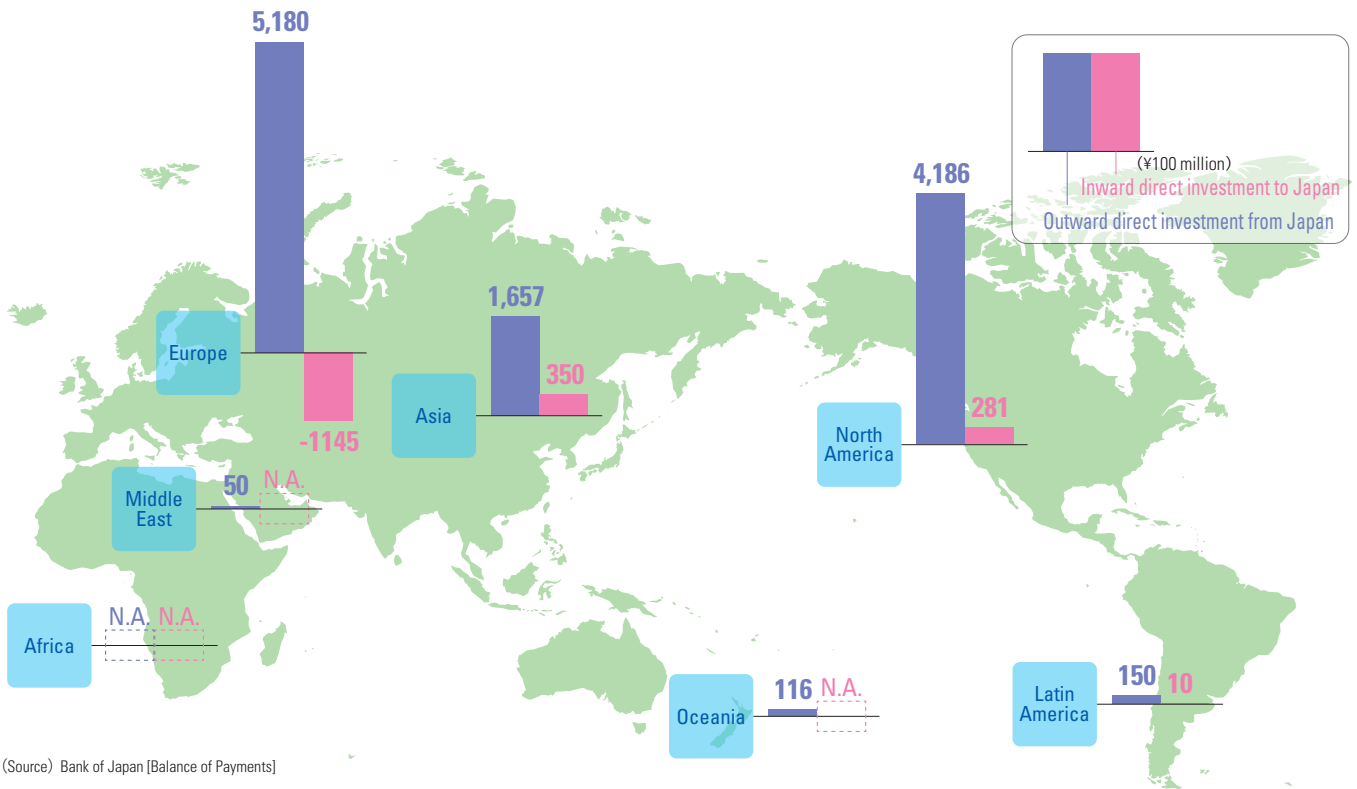 5,180
(¥100 million)
Inward direct investment to Japan
Outward direct investment from Japan
4,186
1,657
Europe
350
Asia
-1145
281
North
America
N.A.
50
Middle
East
N.A. N.A.
Africa
116 N.A.
Oceania
150 10
Latin
America
(Source) Bank of Japan [Balance of Payments]